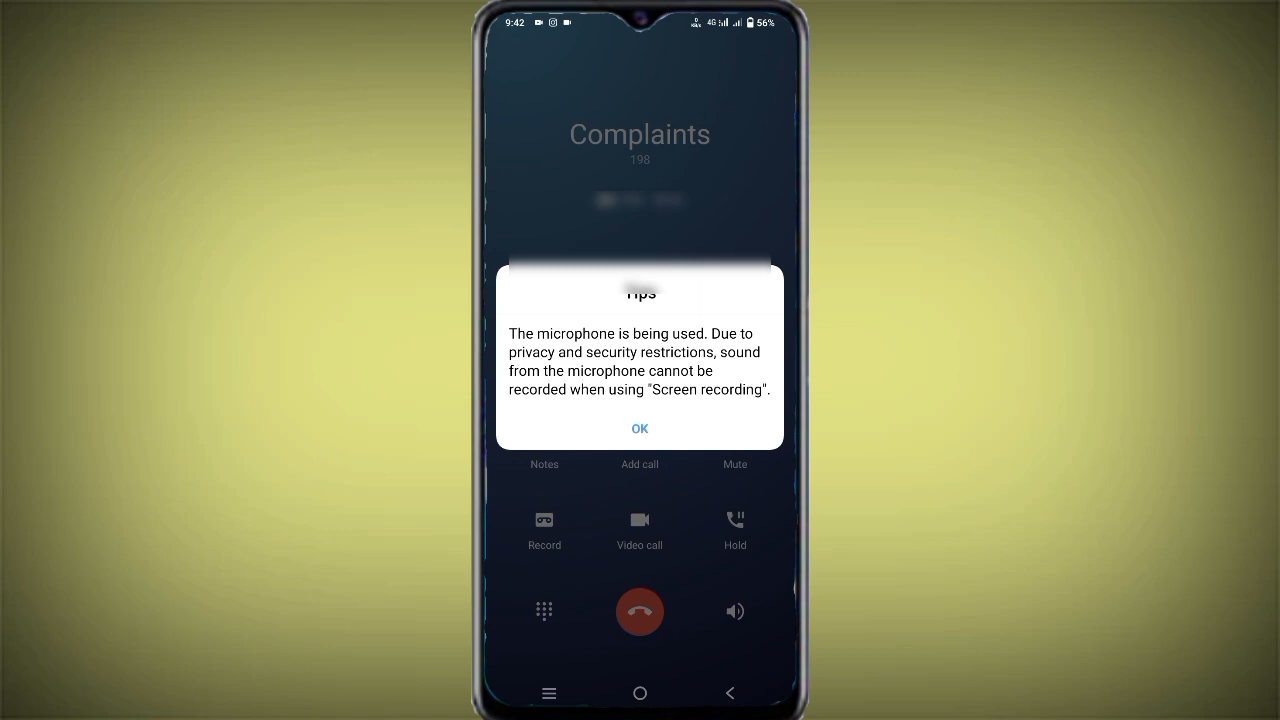 9:42 0 KB/s 4G 56%
Complaints
198
Tips
The microphone is being used. Due to
privacy and security restrictions, sound
from the microphone cannot be
recorded when using "Screen recording".
OK
Notes Add call Mute
Record Video call Hold